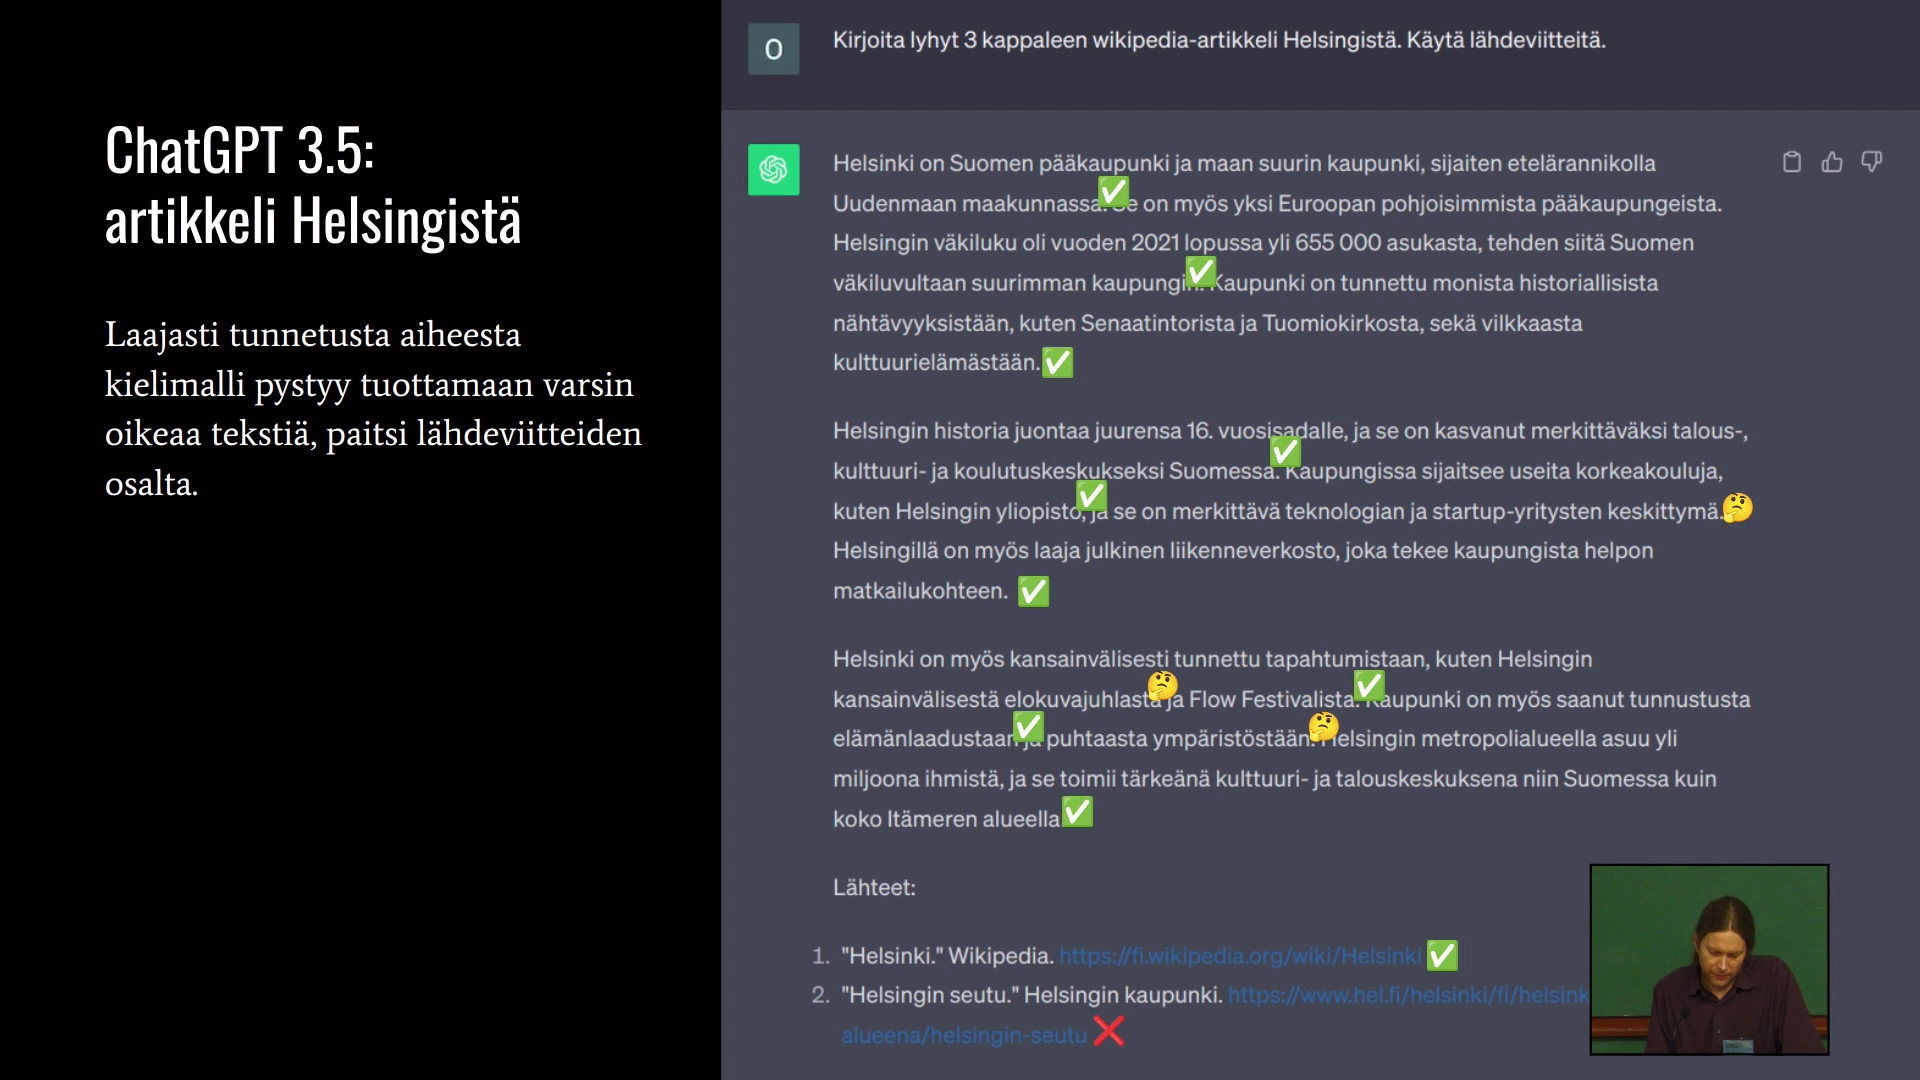 ChatGPT 3.5:
artikkeli Helsingistä
Laajasti tunnetusta aiheesta
kielimalli pystyy tuottamaan varsin
oikeaa tekstiä, paitsi lähdeviitteiden
osalta.
O
Kirjoita lyhyt 3 kappaleen wikipedia-artikkeli Helsingistä. Käytä lähdeviitteitä.
Helsinki on Suomen pääkaupunki ja maan suurin kaupunki, sijaiten etelärannikolla
Uudenmaan maakunnassa. Se on myös yksi Euroopan pohjoisimmista pääkaupungeista.
Helsingin väkiluku oli vuoden 2021 lopussa yli 655 000 asukasta, tehden siitä Suomen
väkiluvultaan suurimman kaupungin. Kaupunki on tunnettu monista historiallisista
nähtävyyksistään, kuten Senaatintorista ja Tuomiokirkosta, sekä vilkkaasta
kulttuurielämästään.
Helsingin historia juontaa juurensa 16. vuosisadalle, ja se on kasvanut merkittäväksi talous-,
kulttuuri- ja koulutuskeskukseksi Suomessa. Kaupungissa sijaitsee useita korkeakouluja,
kuten Helsingin yliopisto, ja se on merkittävä teknologian ja startup-yritysten keskittymä.
Helsingillä on myös laaja julkinen liikenneverkosto, joka tekee kaupungista helpon
matkailukohteen.
Helsinki on myös kansainvälisesti tunnettu tapahtumistaan, kuten Helsingin
kansainvälisestä elokuvajuhlasta ja Flow Festivalista. Kaupunki on myös saanut tunnustusta
elämänlaadustaan ja puhtaasta ympäristöstään. Helsingin metropolialueella asuu yli
miljoona ihmistä, ja se toimii tärkeänä kulttuuri- ja talouskeskuksena niin Suomessa kuin
koko Itämeren alueella
Lähteet:
1. "Helsinki." Wikipedia. https://fi.wikipedia.org/wiki/Helsinki
2. "Helsingin seutu." Helsingin kaupunki. https://www.hel.fi/helsinki/fi/helsink
alueena/helsingin-seutu